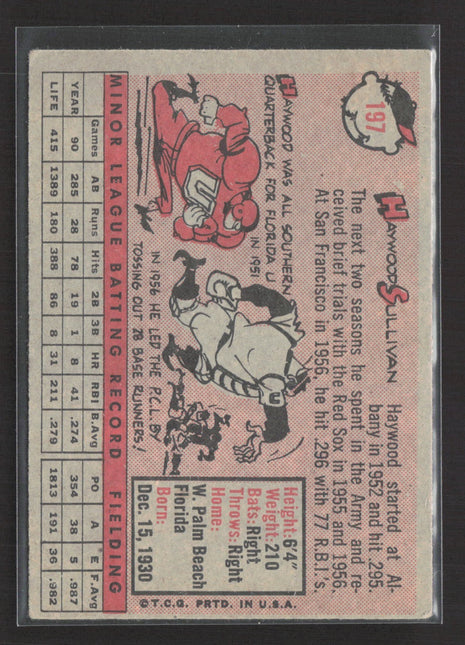 197
HAYWOOD SULLIVAN
Haywood started at Al-
bany in 1952 and hit .295.
The next two seasons he spent in the Army and re-
ceived brief trials with the Red Sox in 1955 and 1956.
At San Francisco in 1956, he hit .296 with 77 R.B.I.'s.
HAYWOOD WAS ALL SOUTHERN
QUARTERBACK FOR FLORIDA U
IN 1951
U
IN 1956 HE LED THE P.C.L. BY
TOSSING OUT 28 BASE RUNNERS!
Height: 6'4"
Weight: 210
Bats: Right
Throws: Right
Home:
W Palm Beach
Florida
Born:
Dec. 15, 1930
MINOR LEAGUE BATTING RECORD FIELDING
Games AB Runs Hits 2B 3B HR RBI B.Avg PO A E F.Avg
YEAR 90 285 28 78 19 1 8 41 .274 354 38 5 .987
LIFE 415 1389 180 388 86 8 31 211 .279 1813 191 36 .982
©T.C.G. PRTD. IN U.S.A.